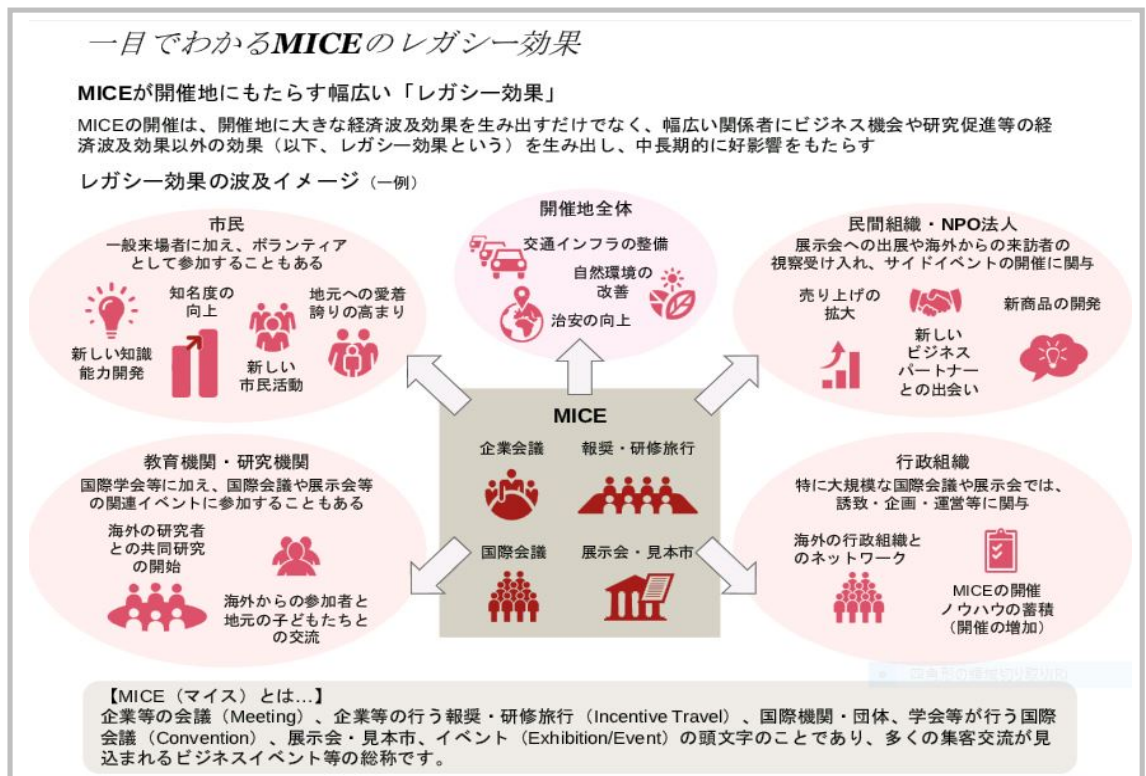 一目でわかるMICEのレガシー効果
MICEが開催地にもたらす幅広い「レガシー効果」
MICEの開催は、開催地に大きな経済波及効果を生み出すだけでなく、幅広い関係者にビジネス機会や研究促進等の経
済波及効果以外の効果（以下、レガシー効果という）を生み出し、中長期的に好影響をもたらす
レガシー効果の波及イメージ（一例）
市民
一般来場者に加え、ボランティア
として参加することもある
新しい知識
能力開発
知名度の
向上
新しい
市民活動
地元への愛着
誇りの高まり
開催地全体
交通インフラの整備
自然環境の
改善
治安の向上
民間組織・NPO法人
展示会への出展や海外からの来訪者の
視察受け入れ、サイドイベントの開催に関与
売り上げの
拡大
新しい
ビジネス
パートナー
との出会い
新商品の開発
MICE
企業会議
報奨・研修旅行
国際会議
展示会・見本市
教育機関・研究機関
国際学会等に加え、国際会議や展示会等
の関連イベントに参加することもある
海外の研究者
との共同研究
の開始
海外からの参加者と
地元の子どもたちと
の交流
行政組織
特に大規模な国際会議や展示会では、
誘致・企画・運営等に関与
海外の行政組織と
のネットワーク
MICEの開催
ノウハウの蓄積
（開催の増加）
【MICE（マイス）とは…】
企業等の会議（Meeting）、企業等の行う報奨・研修旅行（Incentive Travel）、国際機関・団体、学会等が行う国際
会議（Convention）、展示会・見本市、イベント（Exhibition/Event）の頭文字のことであり、多くの集客交流が見
込まれるビジネスイベント等の総称です。